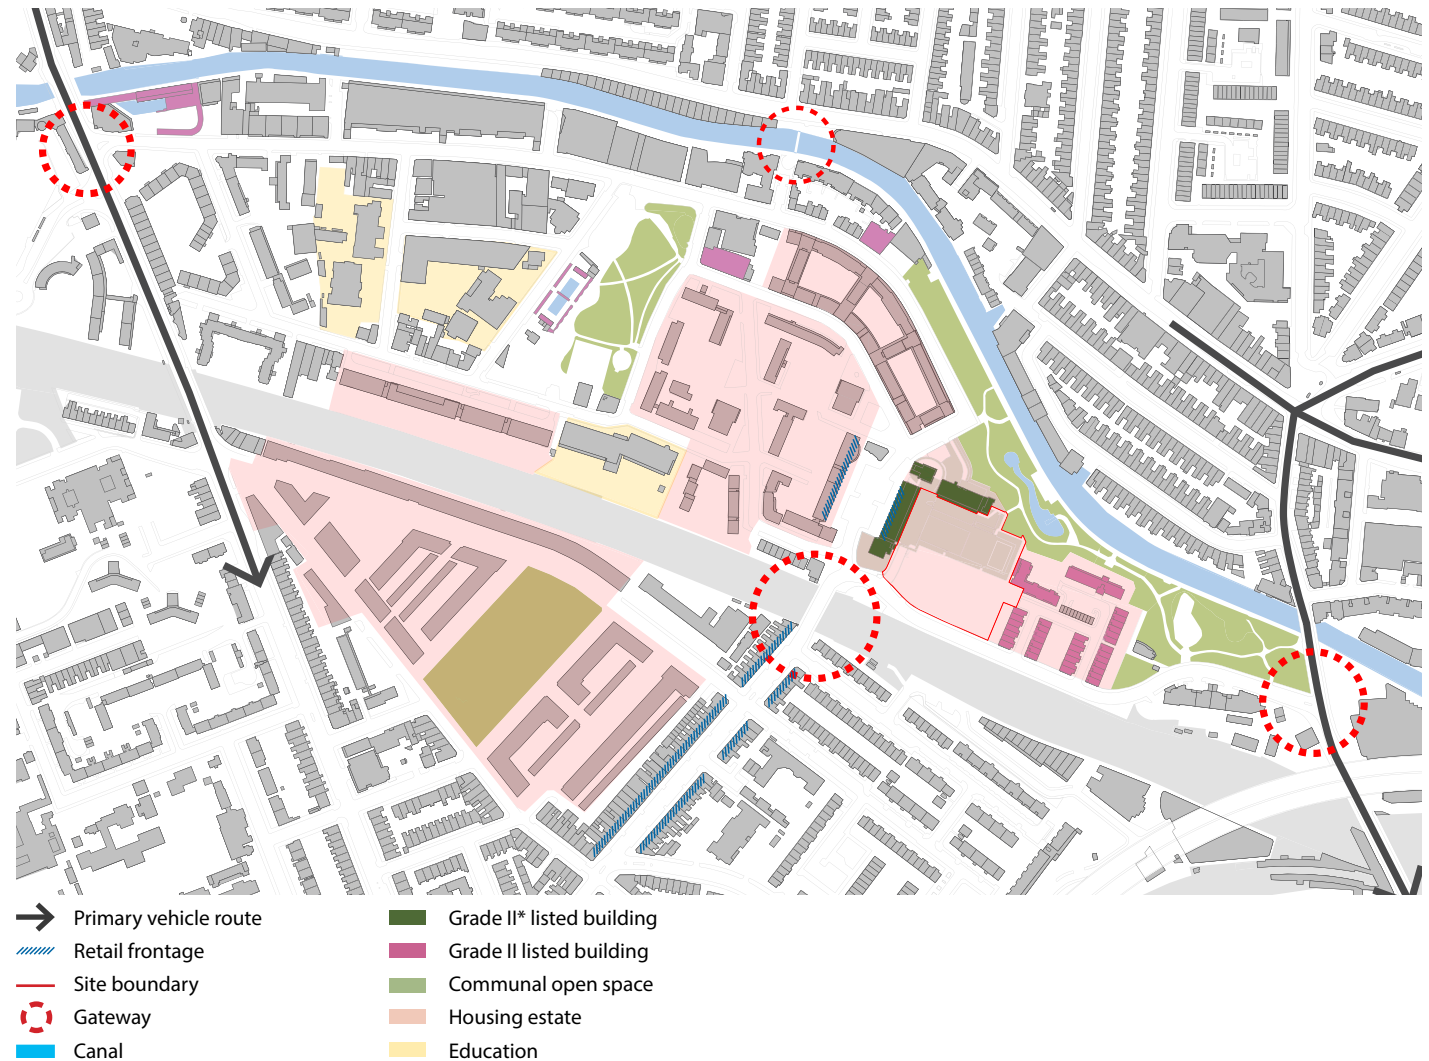 Primary vehicle route
Retail frontage
Site boundary
Gateway
Canal
Grade II* listed building
Grade II listed building
Communal open space
Housing estate
Education